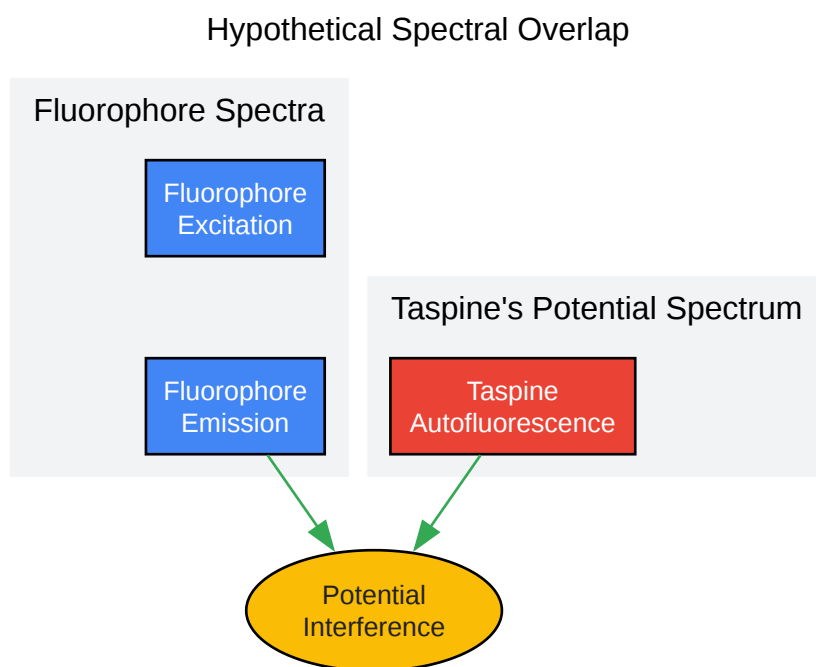 Hypothetical Spectral Overlap
Fluorophore Spectra
Fluorophore
Excitation
Taspine's Potential Spectrum
Fluorophore
Emission
Taspine
Autofluorescence
Potential
Interference